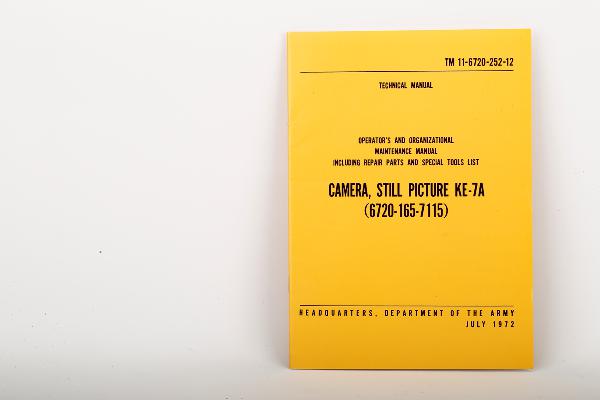 TM 11-6720-252-12
TECHNICAL MANUAL
OPERATOR'S AND ORGANIZATIONAL
MAINTENANCE MANUAL
INCLUDING REPAIR PARTS AND SPECIAL TOOLS LIST
CAMERA, STILL PICTURE KE-7A
(6720-165-7115)
HEADQUARTERS, DEPARTMENT OF THE ARMY
JULY 1972